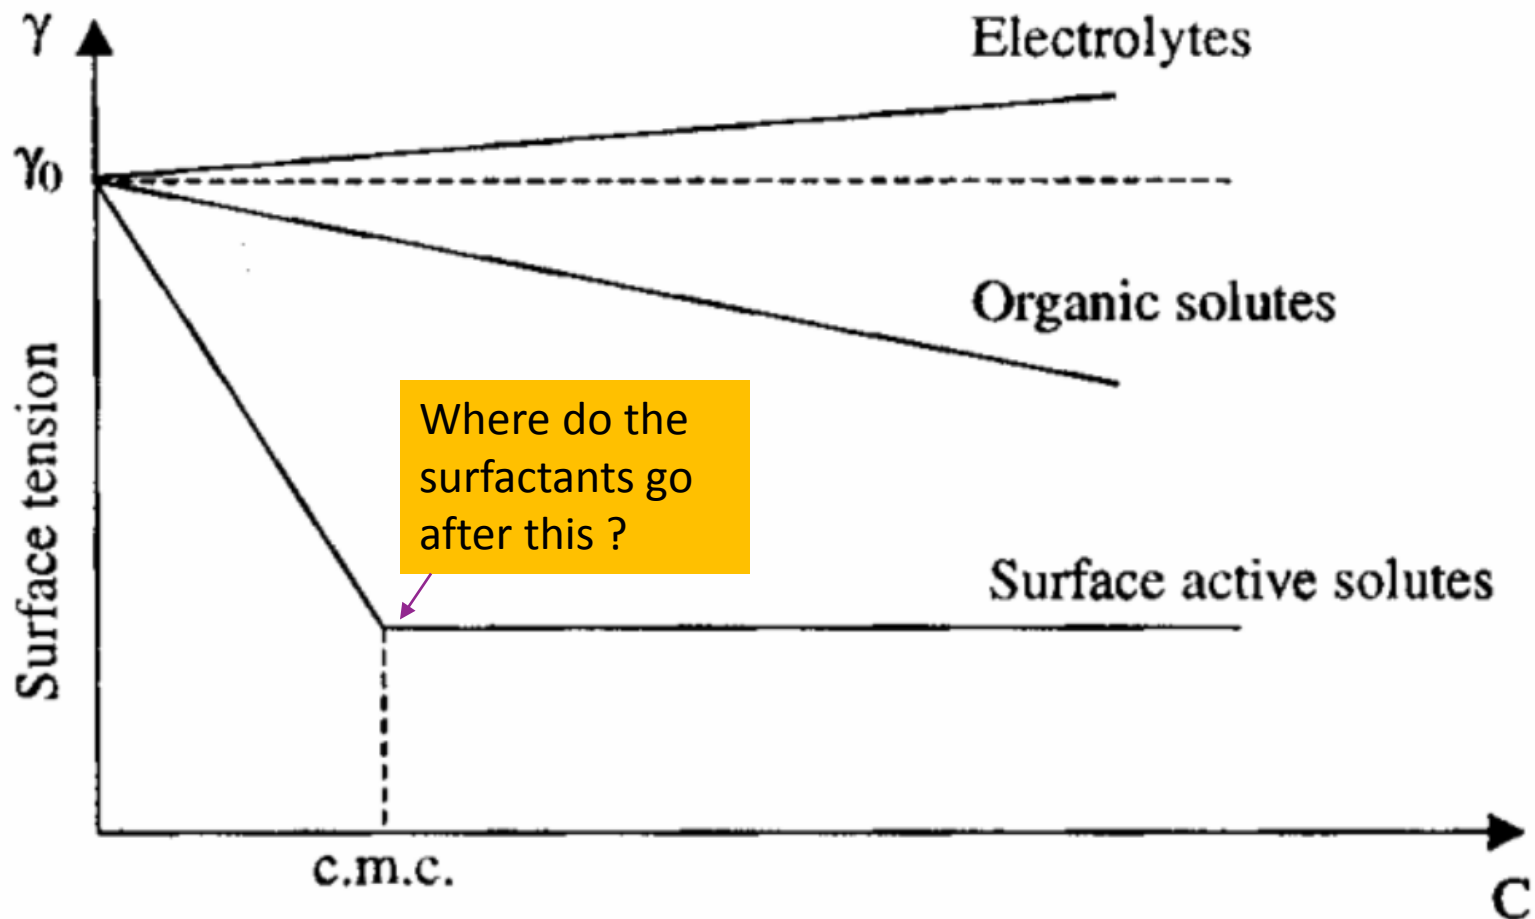 γ
Electrolytes
γ0
Organic solutes
Surface tension
Where do the
surfactants go
after this ?
Surface active solutes
c.m.c.
C